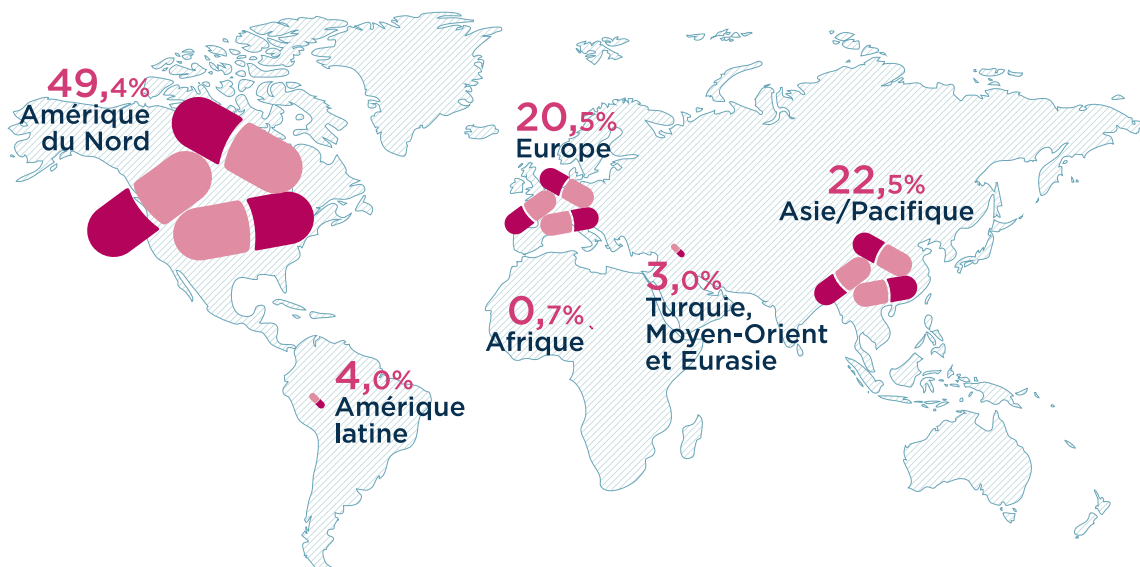 49,4%
Amérique
du Nord
20,5%
Europe
22,5%
Asie/Pacifique
3,0%
Turquie,
Moyen-Orient
et Eurasie
0,7%
Afrique
4,0%
Amérique
latine